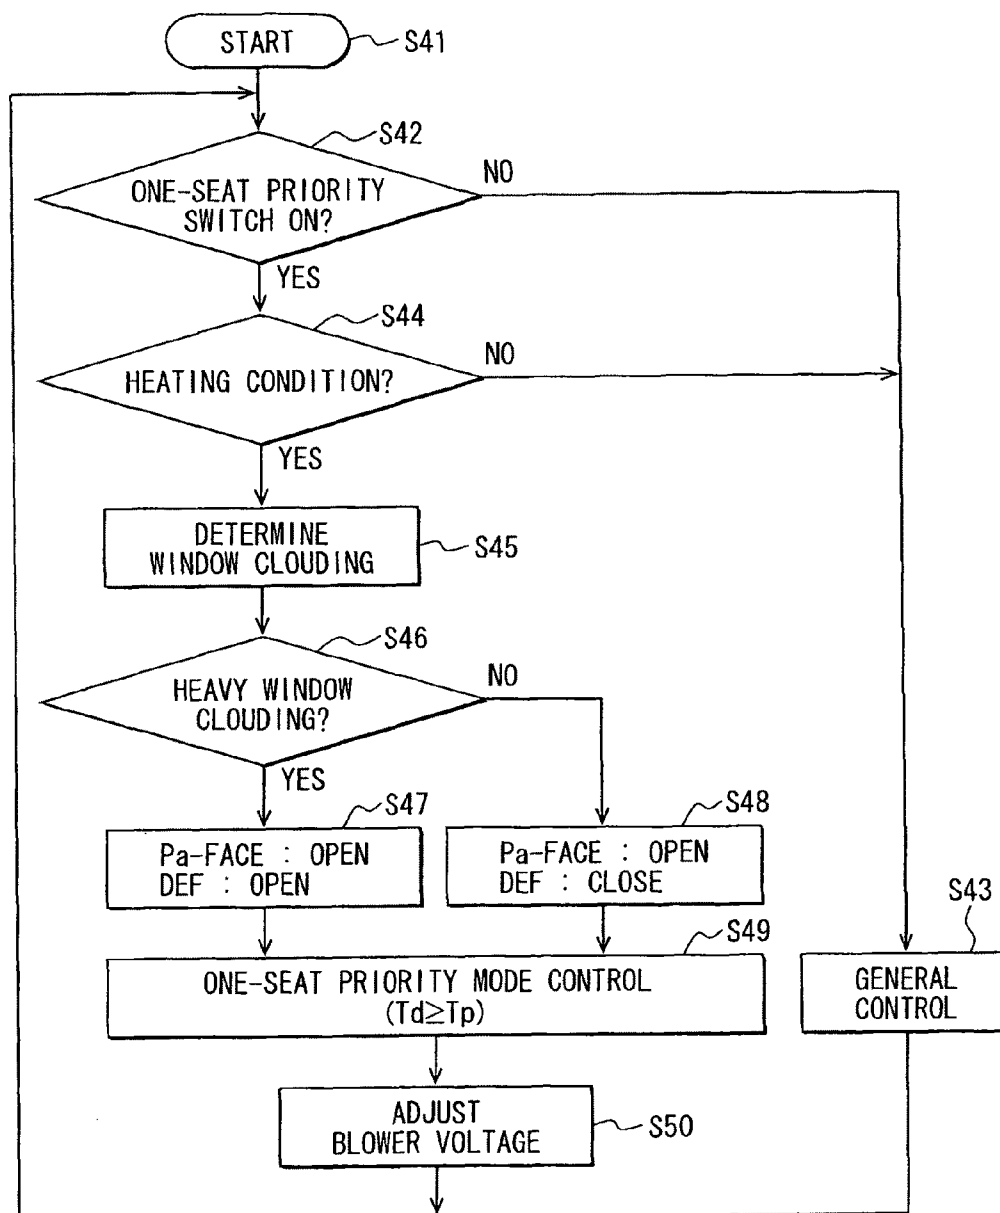 START
S41
S42
ONE-SEAT PRIORITY
SWITCH ON?
NO
YES
S44
HEATING CONDITION?
NO
YES
DETERMINE
WINDOW CLOUDING
S45
S46
HEAVY WINDOW
CLOUDING?
NO
YES
S47
Pa-FACE : OPEN
DEF : OPEN
S48
Pa-FACE : OPEN
DEF : CLOSE
S49
ONE-SEAT PRIORITY MODE CONTROL
(Td≥Tp)
S43
GENERAL
CONTROL
ADJUST
BLOWER VOLTAGE
S50